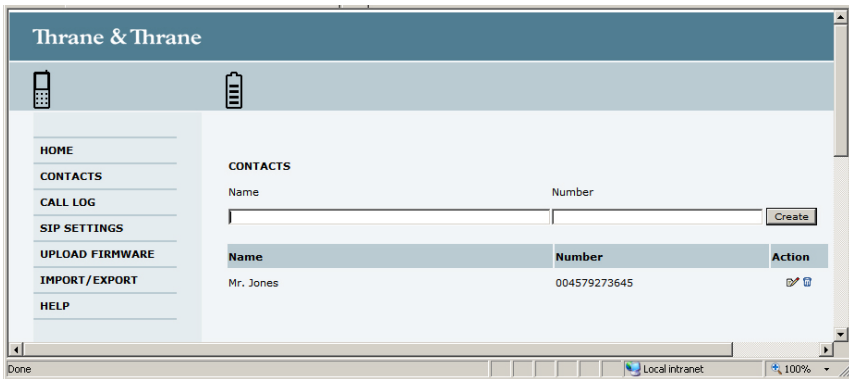 Thrane & Thrane
HOME
CONTACTS
CALL LOG
SIP SETTINGS
UPLOAD FIRMWARE
IMPORT/EXPORT
HELP
CONTACTS
Name Number
Create
Name Number Action
Mr. Jones 004579273645
Done Local intranet 100%